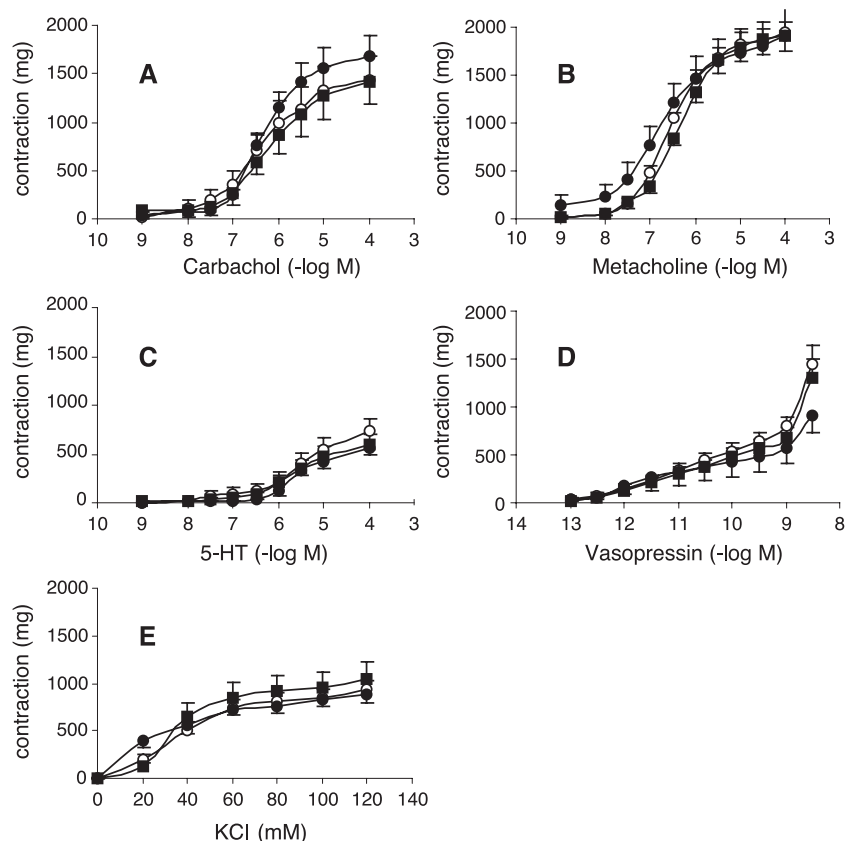 A
contraction (mg)
2000
1500
1000
500
0
10 9 8 7 6 5 4 3
Carbachol (-log M)
B
contraction (mg)
2000
1500
1000
500
0
10 9 8 7 6 5 4 3
Metacholine (-log M)
C
contraction (mg)
2000
1500
1000
500
0
10 9 8 7 6 5 4 3
5-HT (-log M)
D
contraction (mg)
2000
1500
1000
500
0
14 13 12 11 10 9 8
Vasopressin (-log M)
E
contraction (mg)
2000
1500
1000
500
0
0 20 40 60 80 100 120 140
KCl (mM)